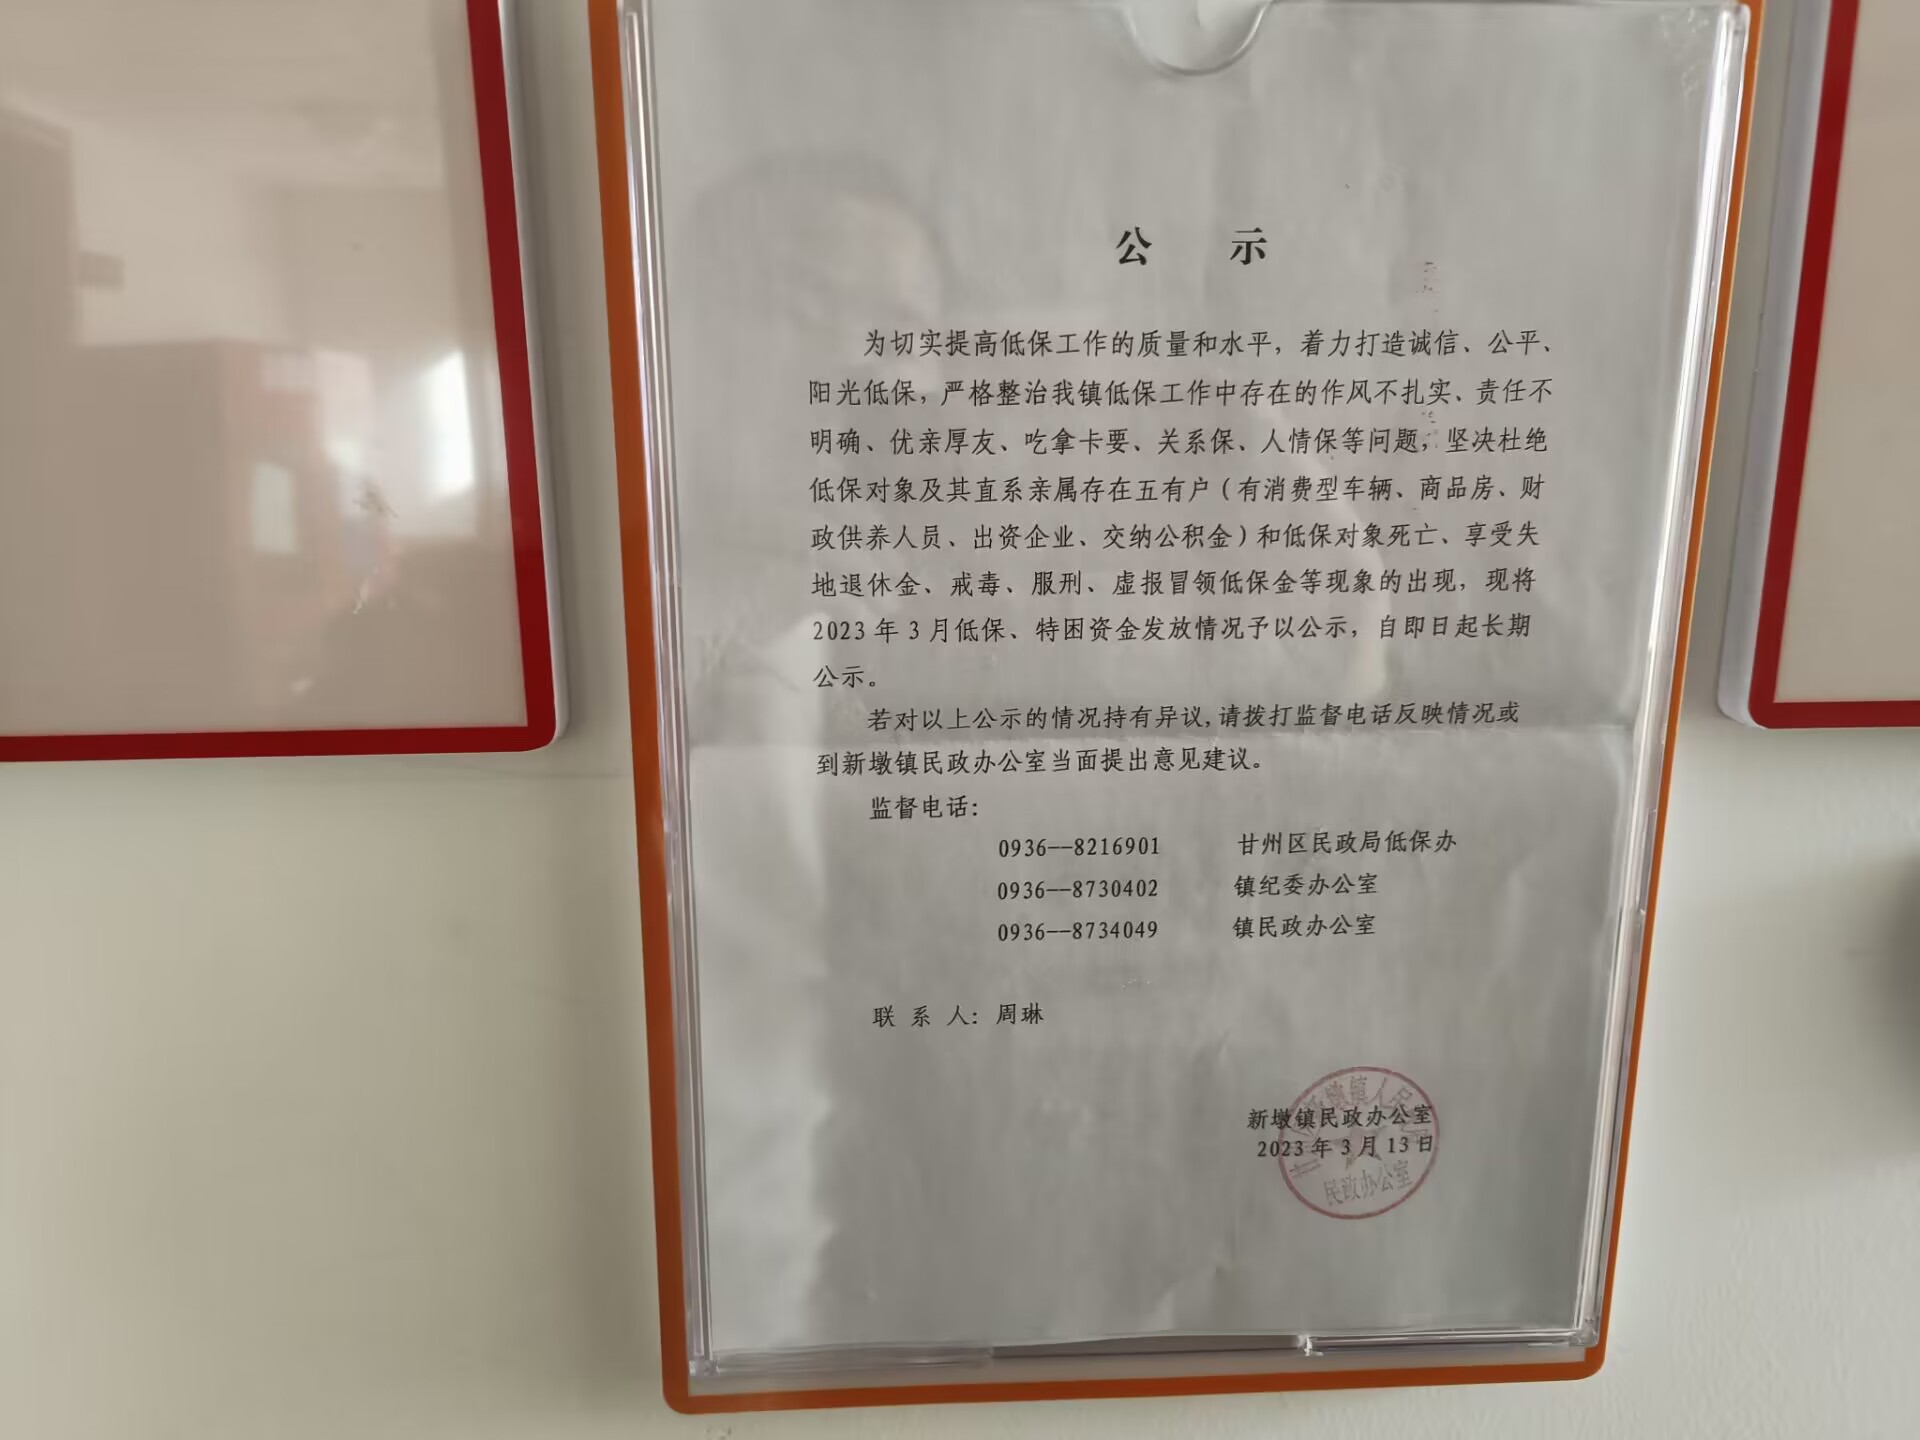 公 示
为切实提高低保工作的质量和水平，着力打造诚信、公平、
阳光低保，严格整治我镇低保工作中存在的作风不扎实、责任不
明确、优亲厚友、吃拿卡要、关系保、人情保等问题，坚决杜绝
低保对象及其直系亲属存在五有户（有消费型车辆、商品房、财
政供养人员、出资企业、交纳公积金）和低保对象死亡、享受失
地退休金、戒毒、服刑、虚报冒领低保金等现象的出现，现将
2023 年 3 月低保、特困资金发放情况予以公示，自即日起长期
公示。
若对以上公示的情况持有异议,请拨打监督电话反映情况或
到新墩镇民政办公室当面提出意见建议。
监督电话：
0936--8216901 甘州区民政局低保办
0936--8730402 镇纪委办公室
0936--8734049 镇民政办公室
联 系 人：周琳
新墩镇民政办公室
2023 年 3 月 13 日
民政办公室